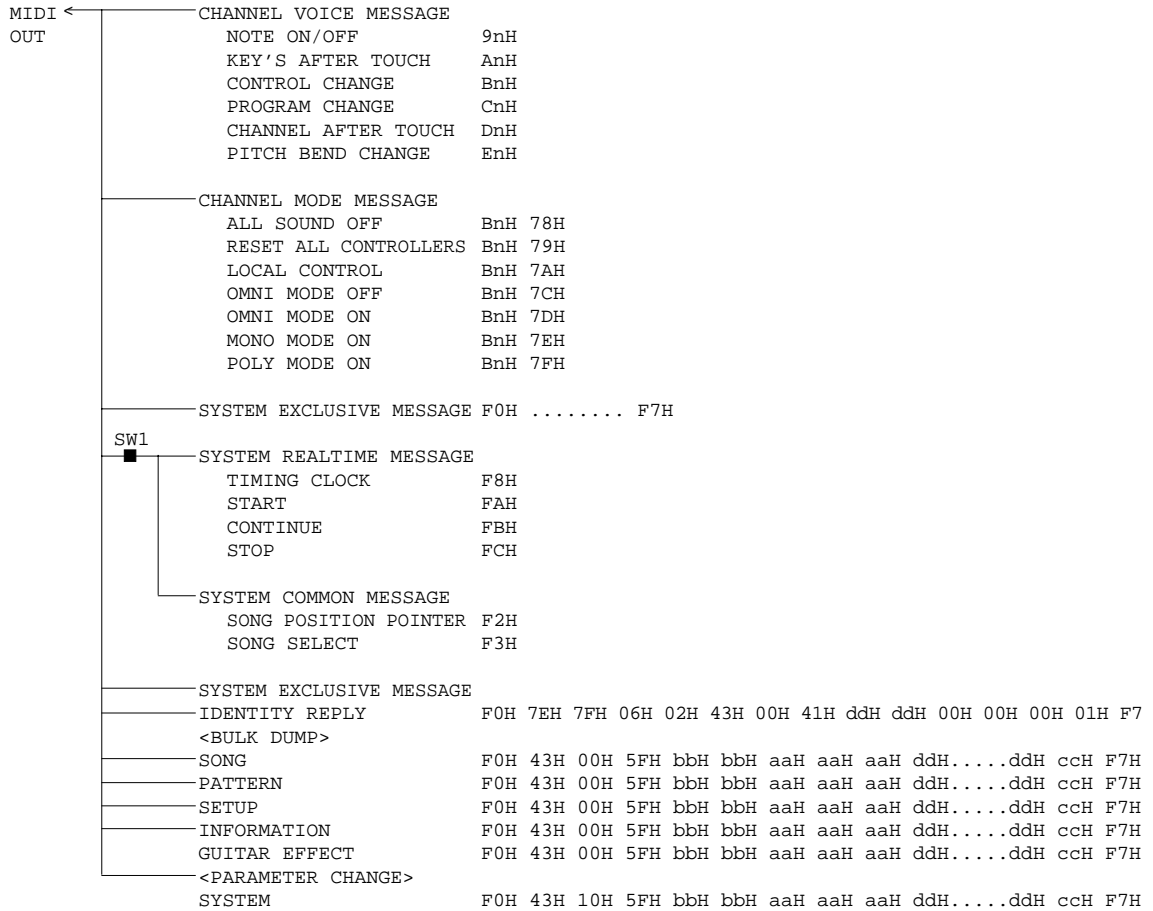 MIDI < CHANNEL VOICE MESSAGE
OUT NOTE ON/OFF 9nH
KEY'S AFTER TOUCH AnH
CONTROL CHANGE BnH
PROGRAM CHANGE CnH
CHANNEL AFTER TOUCH DnH
PITCH BEND CHANGE EnH
CHANNEL MODE MESSAGE
ALL SOUND OFF BnH 78H
RESET ALL CONTROLLERS BnH 79H
LOCAL CONTROL BnH 7AH
OMNI MODE OFF BnH 7CH
OMNI MODE ON BnH 7DH
MONO MODE ON BnH 7EH
POLY MODE ON BnH 7FH
SYSTEM EXCLUSIVE MESSAGE F0H ........ F7H
SW1
SYSTEM REALTIME MESSAGE
TIMING CLOCK F8H
START FAH
CONTINUE FBH
STOP FCH
SYSTEM COMMON MESSAGE
SONG POSITION POINTER F2H
SONG SELECT F3H
SYSTEM EXCLUSIVE MESSAGE
IDENTITY REPLY F0H 7EH 7FH 06H 02H 43H 00H 41H ddH ddH 00H 00H 00H 01H F7
<BULK DUMP>
SONG F0H 43H 00H 5FH bbH bbH aaH aaH aaH ddH.....ddH ccH F7H
PATTERN F0H 43H 00H 5FH bbH bbH aaH aaH aaH ddH.....ddH ccH F7H
SETUP F0H 43H 00H 5FH bbH bbH aaH aaH aaH ddH.....ddH ccH F7H
INFORMATION F0H 43H 00H 5FH bbH bbH aaH aaH aaH ddH.....ddH ccH F7H
GUITAR EFFECT F0H 43H 00H 5FH bbH bbH aaH aaH aaH ddH.....ddH ccH F7H
<PARAMETER CHANGE>
SYSTEM F0H 43H 10H 5FH bbH bbH aaH aaH aaH ddH.....ddH ccH F7H